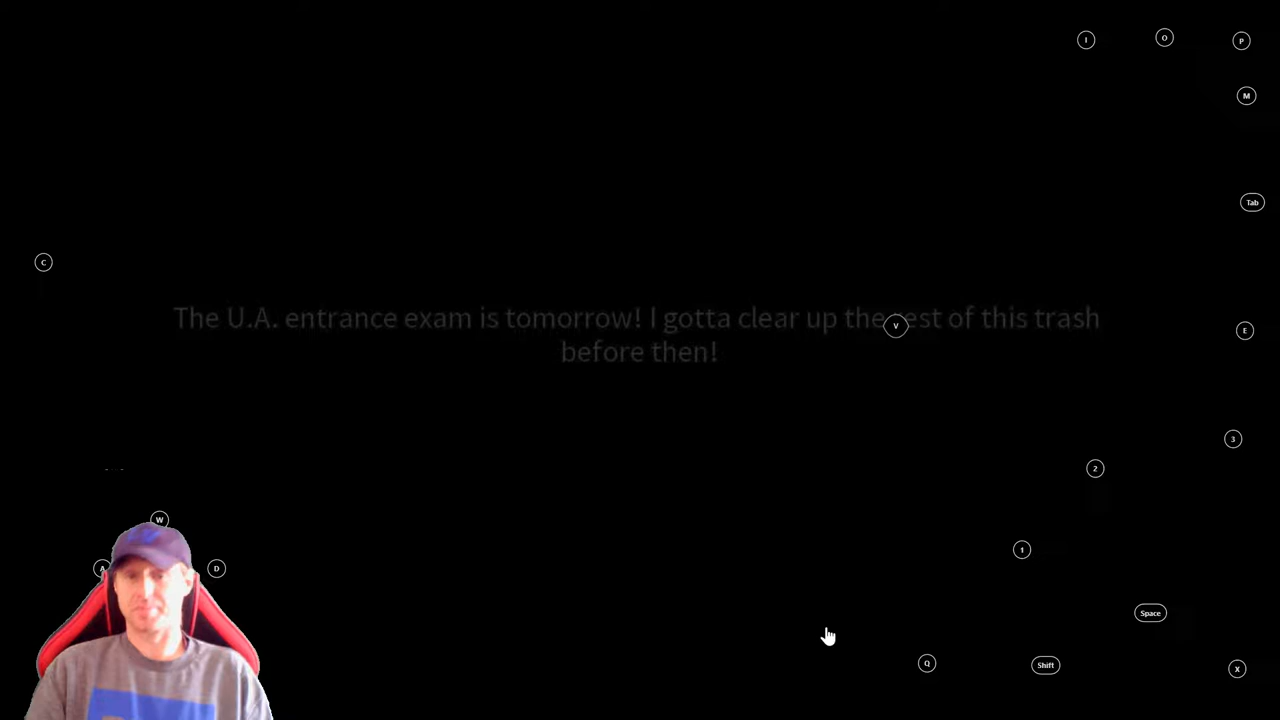 I
O
P
M
Tab
C
The U.A. entrance exam is tomorrow! I gotta clear up the rest of this trash
before then!
V
E
3
2
W
1
A
D
Space
Q
Shift
X